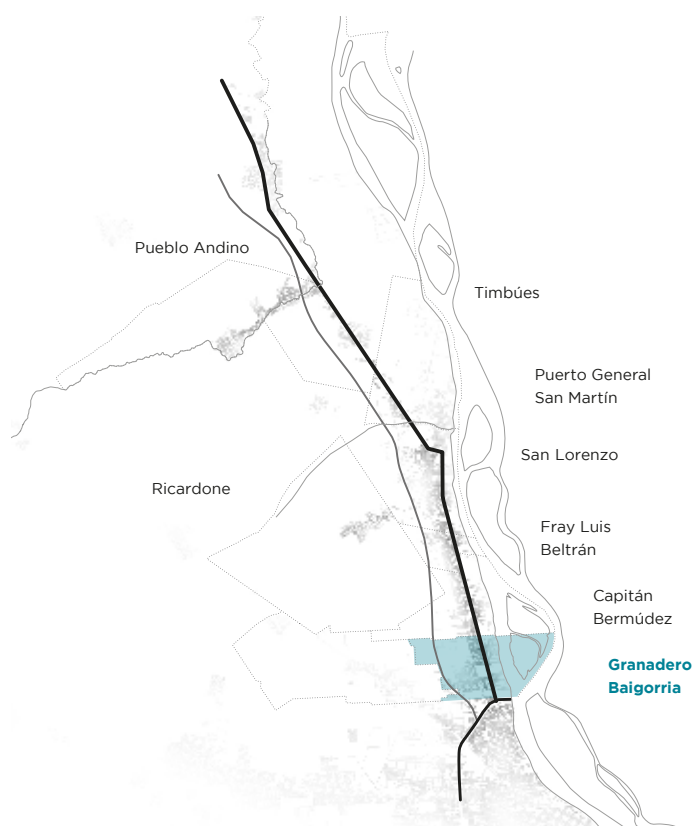 Pueblo Andino
Timbúes
Puerto General
San Martín
San Lorenzo
Ricardone
Fray Luis
Beltrán
Capitán
Bermúdez
Granadero
Baigorria